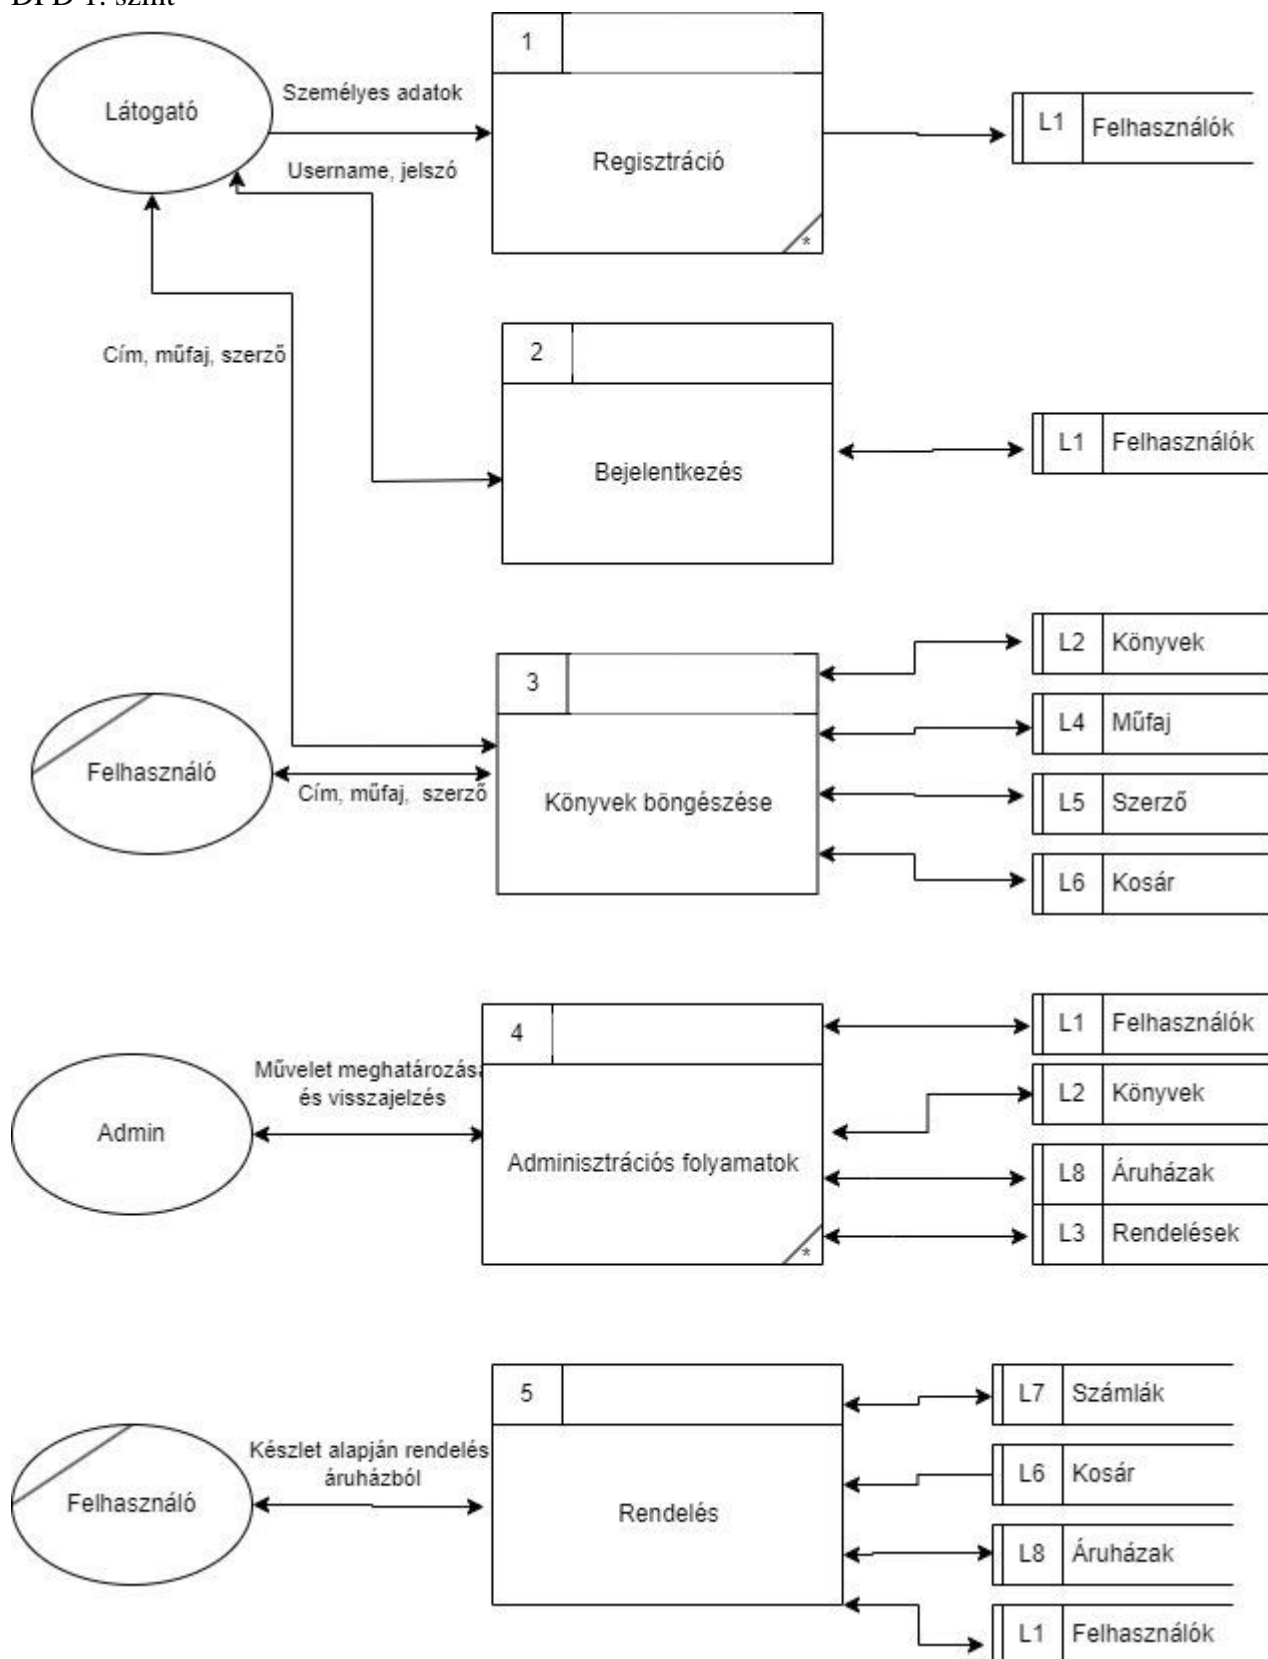 DFD 1. szint
1
Látogató
Személyes adatok
L1
Felhasználók
Regisztráció
Username, jelszó
*
Cím, műfaj, szerző
2
Bejelentkezés
L1
Felhasználók
3
L2
Könyvek
L4
Műfaj
Felhasználó
Cím, műfaj, szerző
Könyvek böngészése
L5
Szerző
L6
Kosár
4
L1
Felhasználók
Művelet meghatározása
és visszajelzés
L2
Könyvek
Admin
Adminisztrációs folyamatok
L8
Áruházak
*
L3
Rendelések
5
L7
Számlák
Készlet alapján rendelés
áruházból
L6
Kosár
Felhasználó
Rendelés
L8
Áruházak
L1
Felhasználók